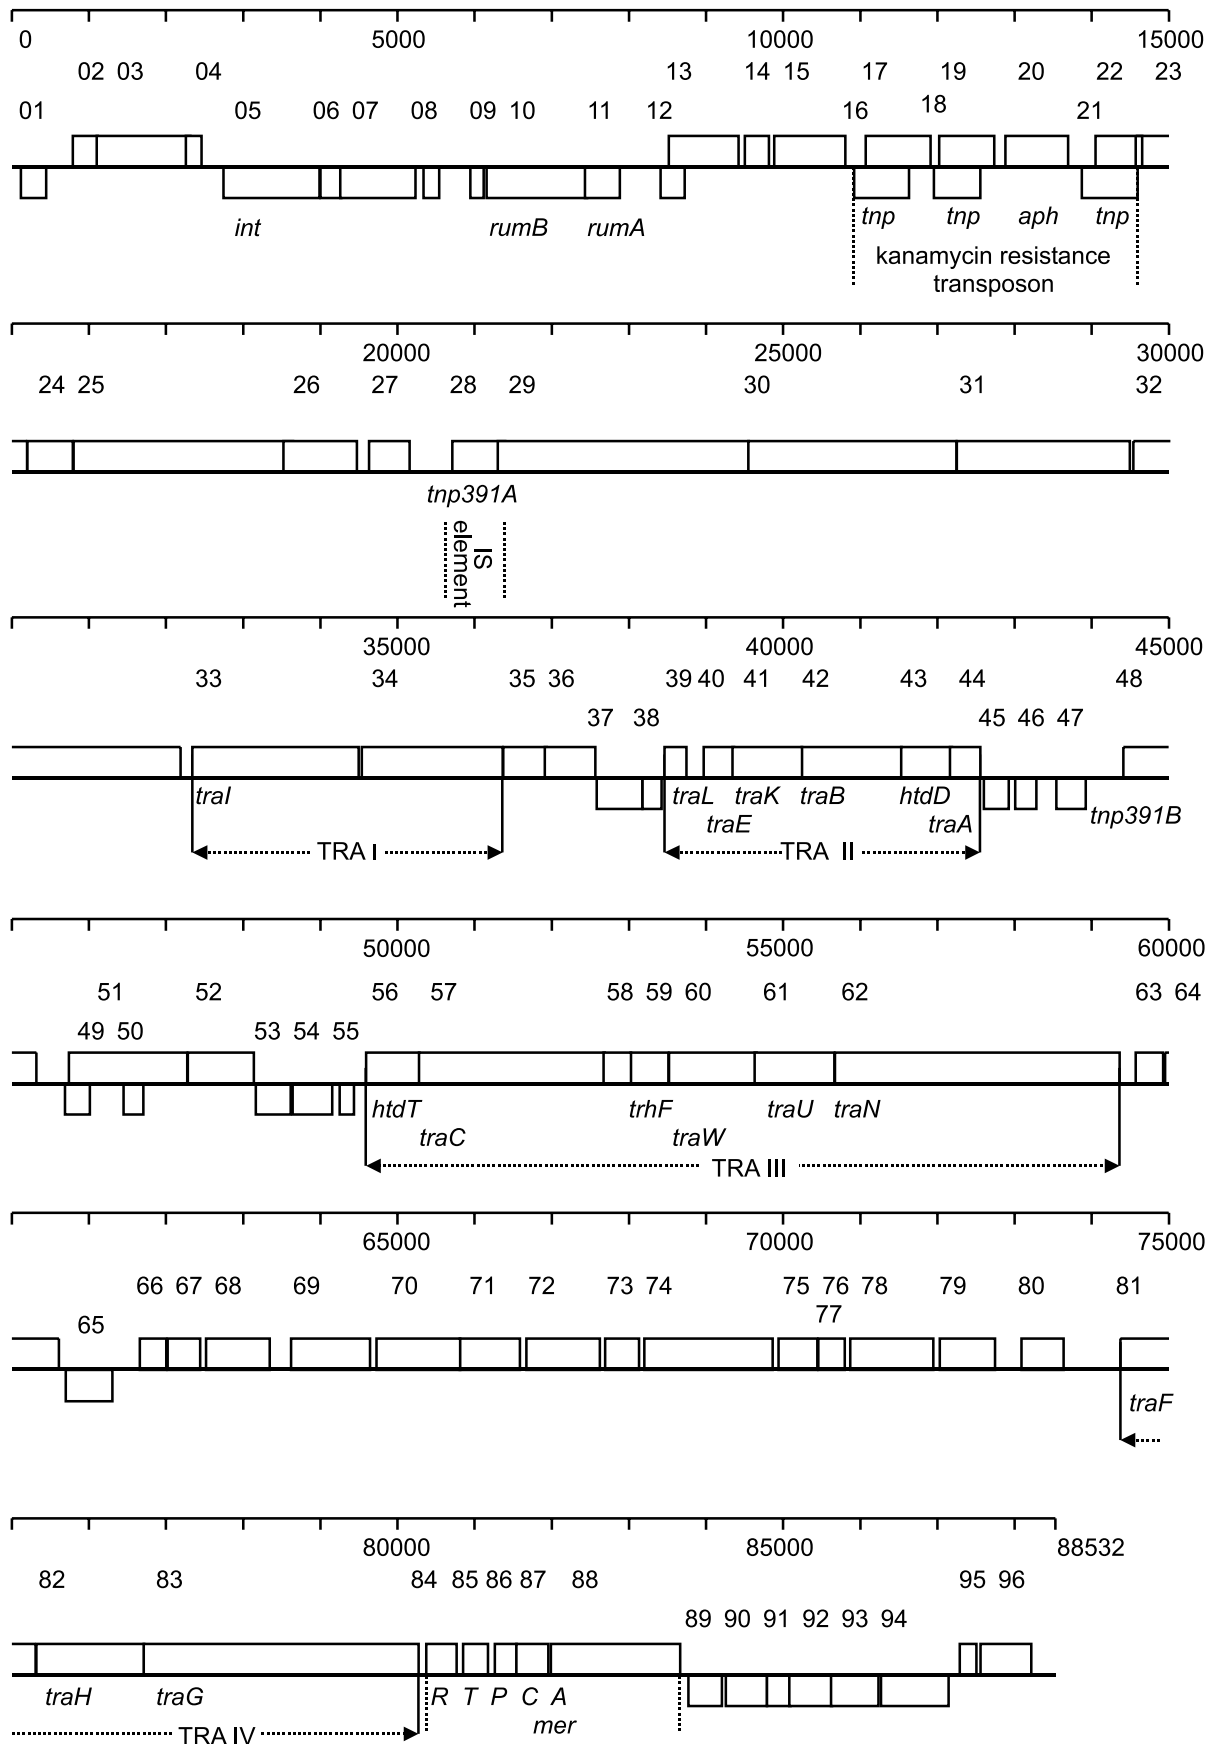 0 5000 10000 15000
02 03 04 13 14 15 17 19 20 22 23
01 05 06 07 08 09 10 11 12 16 18 21
int rumB rumA tnp tnp aph tnp
kanamycin resistance
transposon
20000 25000 30000
24 25 26 27 28 29 30 31 32
tnp391A
IS
element
35000 40000 45000
33 34 35 36 39 40 41 42 43 44 48
37 38 45 46 47
traI traL traK traB htdD tnp391B
traE traA
TRA I TRA II
50000 55000 60000
51 52 56 57 58 59 60 61 62 63 64
49 50 53 54 55
htdT trhF traU traN
traC traW
TRA III
65000 70000 75000
66 67 68 69 70 71 72 73 74 75 76 78 79 80 81
65 77
traF
80000 85000 88532
82 83 84 85 86 87 88 95 96
89 90 91 92 93 94
traH traG R T P C A
mer
TRA IV